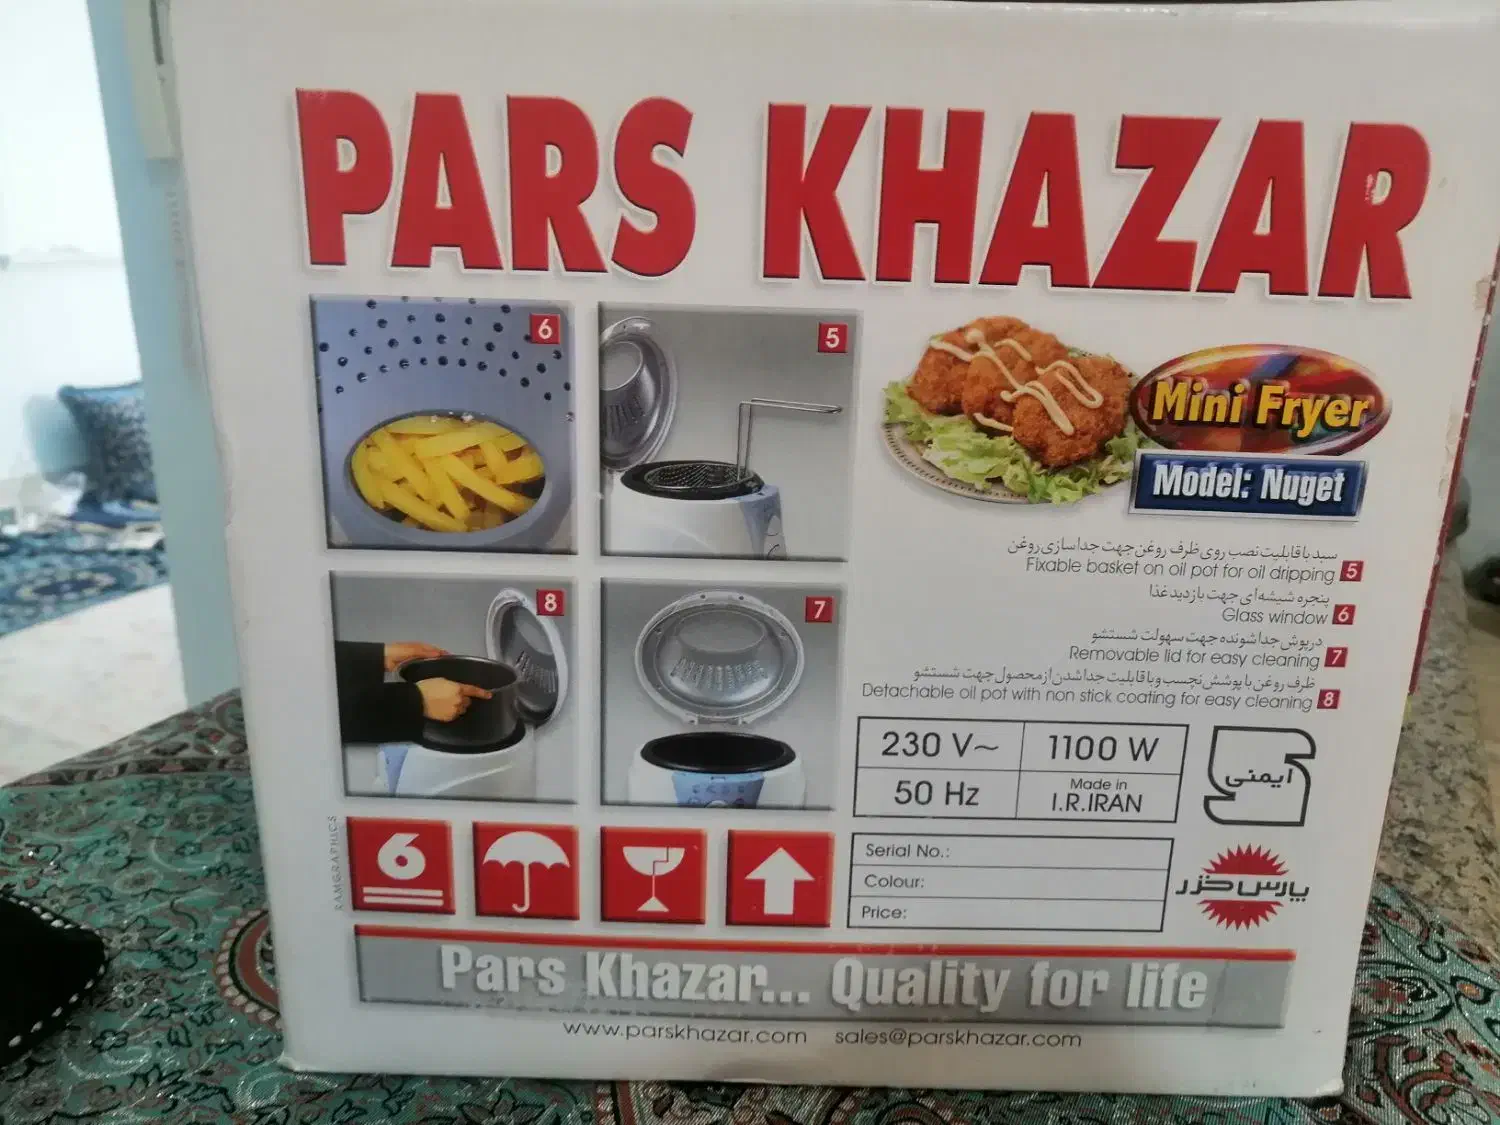 PARS KHAZAR
6
5
8
7
Mini Fryer
Model: Nuget
سبد با قابلیت نصب روی ظرف روغن جهت جداسازی روغن
Fixable basket on oil pot for oil dripping 5
پنجره شیشه‌ای جهت بازدید غذا
Glass window 6
درپوش جدا شونده جهت سهولت شستشو
Removable lid for easy cleaning 7
ظرف روغن با پوشش نچسب و با قابلیت جدا شدن از محصول جهت شستشو
Detachable oil pot with non stick coating for easy cleaning 8
230 V~ 1100 W
50 Hz Made in
I.R.IRAN
ایمنی
Serial No.:
Colour:
Price:
پارس خزر
RAMGRAPHICS
6
Pars Khazar... Quality for life
www.parskhazar.com sales@parskhazar.com